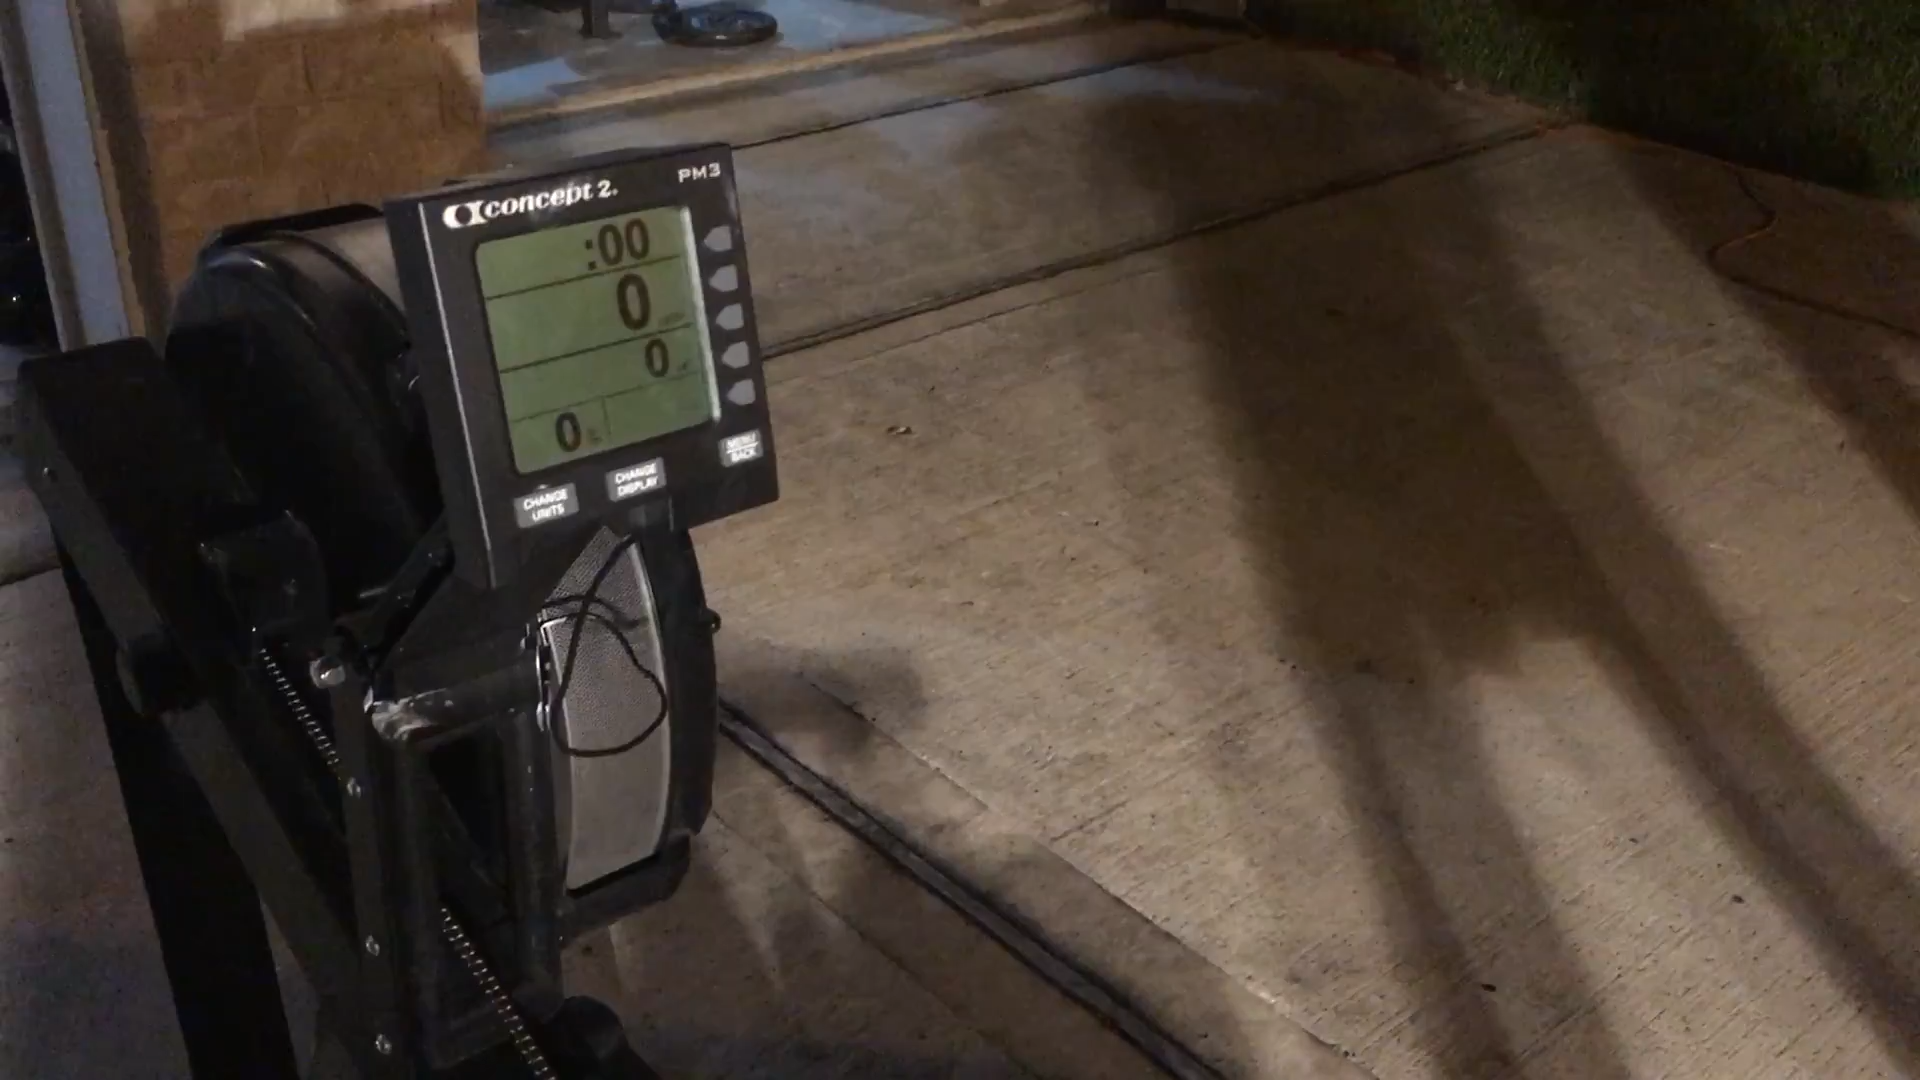 concept 2.
PM3
:00
0
0
0
CHANGE
UNITS
CHANGE
DISPLAY
MENU
BACK